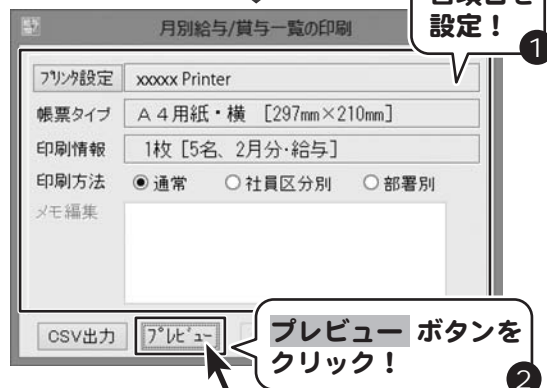 各項目を
設定！
1
月別給与/賞与一覧の印刷
ﾌﾟﾘﾝﾀ設定 xxxxx Printer
帳票タイプ A4用紙・横 [297mm×210mm]
印刷情報 1枚 [5名、2月分･給与]
印刷方法 ◉通常 ○社員区分別 ○部署別
メモ編集
CSV出力 ﾌﾟﾚﾋﾞｭｰ
プレビュー ボタンを
クリック！
2